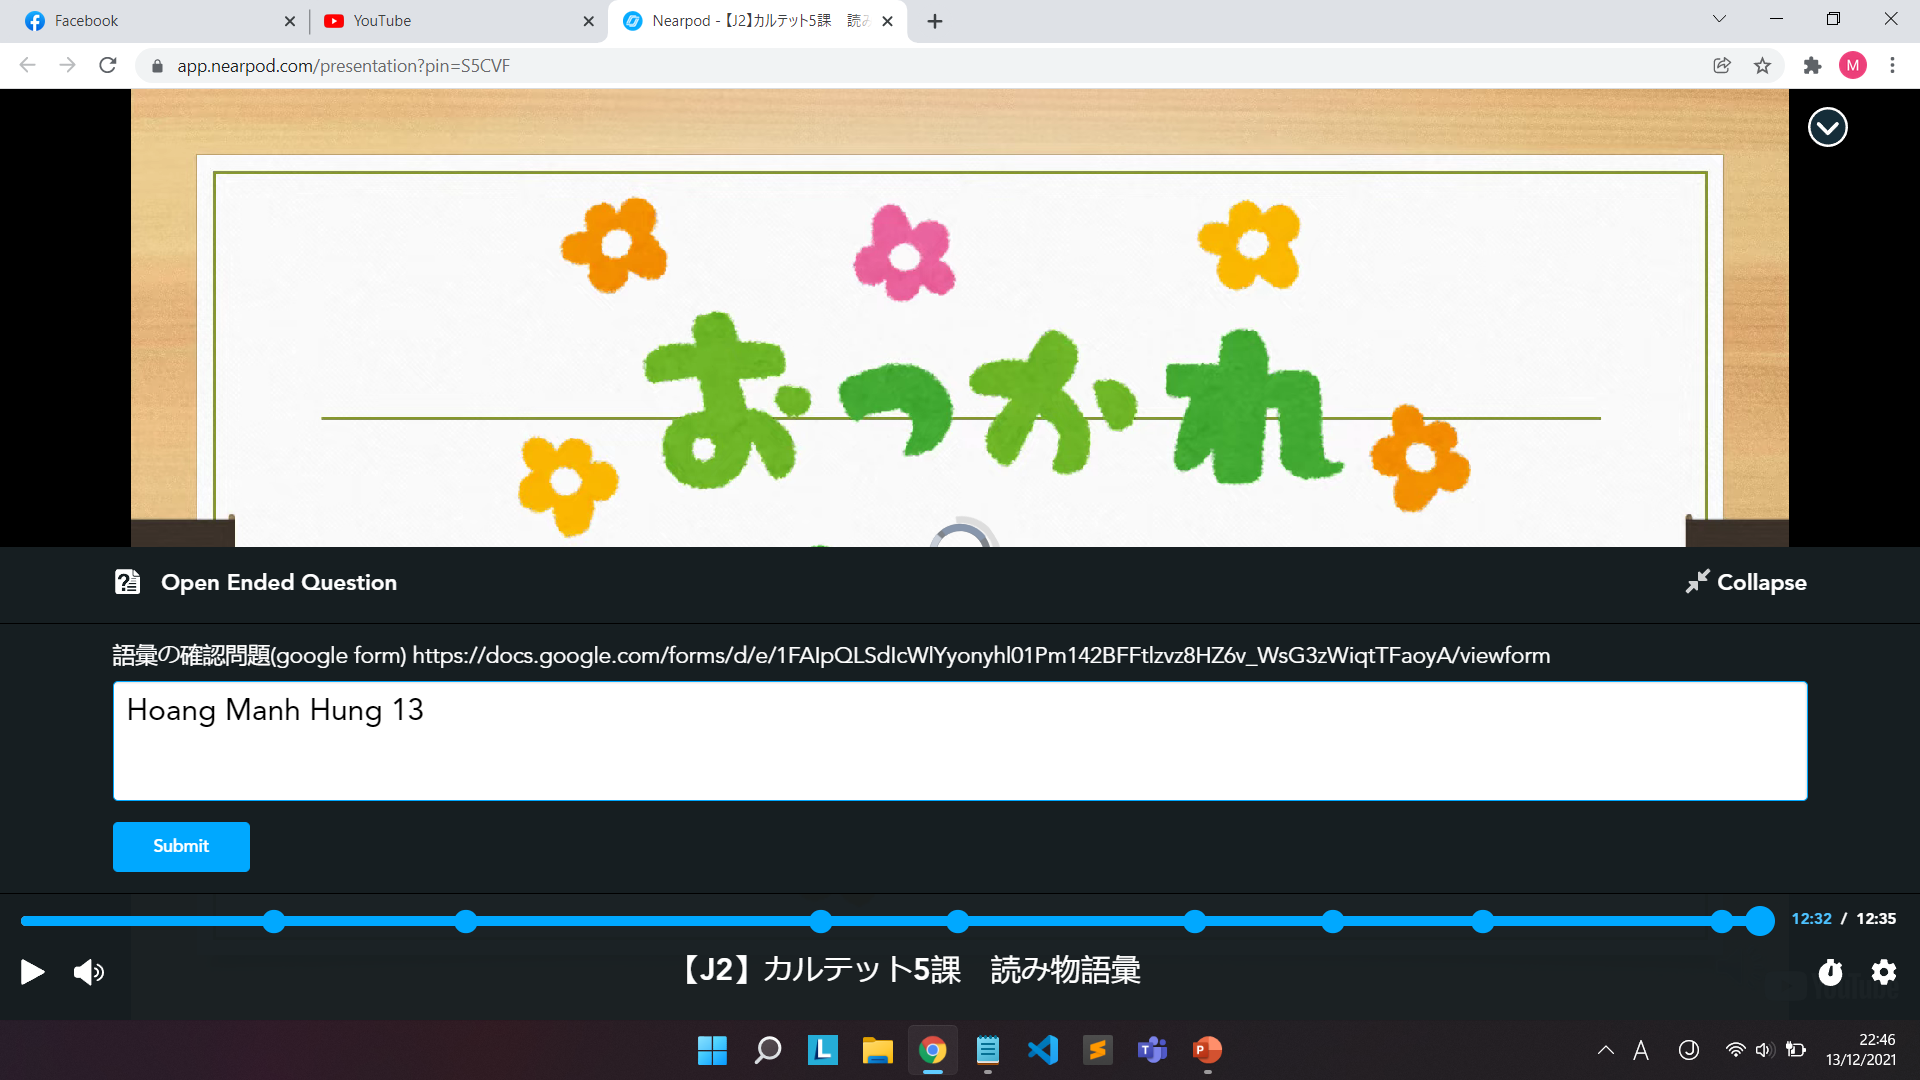 Facebook
YouTube
Nearpod - 【J2】カルテット5課　読み
app.nearpod.com/presentation?pin=S5CVF
M
おつかれ
Open Ended Question
Collapse
語彙の確認問題(google form) https://docs.google.com/forms/d/e/1FAIpQLSdIcWlYyonyhl01Pm142BFFtlzvz8HZ6v_WsG3zWiqtTFaoyA/viewform
Hoang Manh Hung 13
Submit
12:32 / 12:35
【J2】カルテット5課　読み物語彙
YouTube
A
22:46
13/12/2021